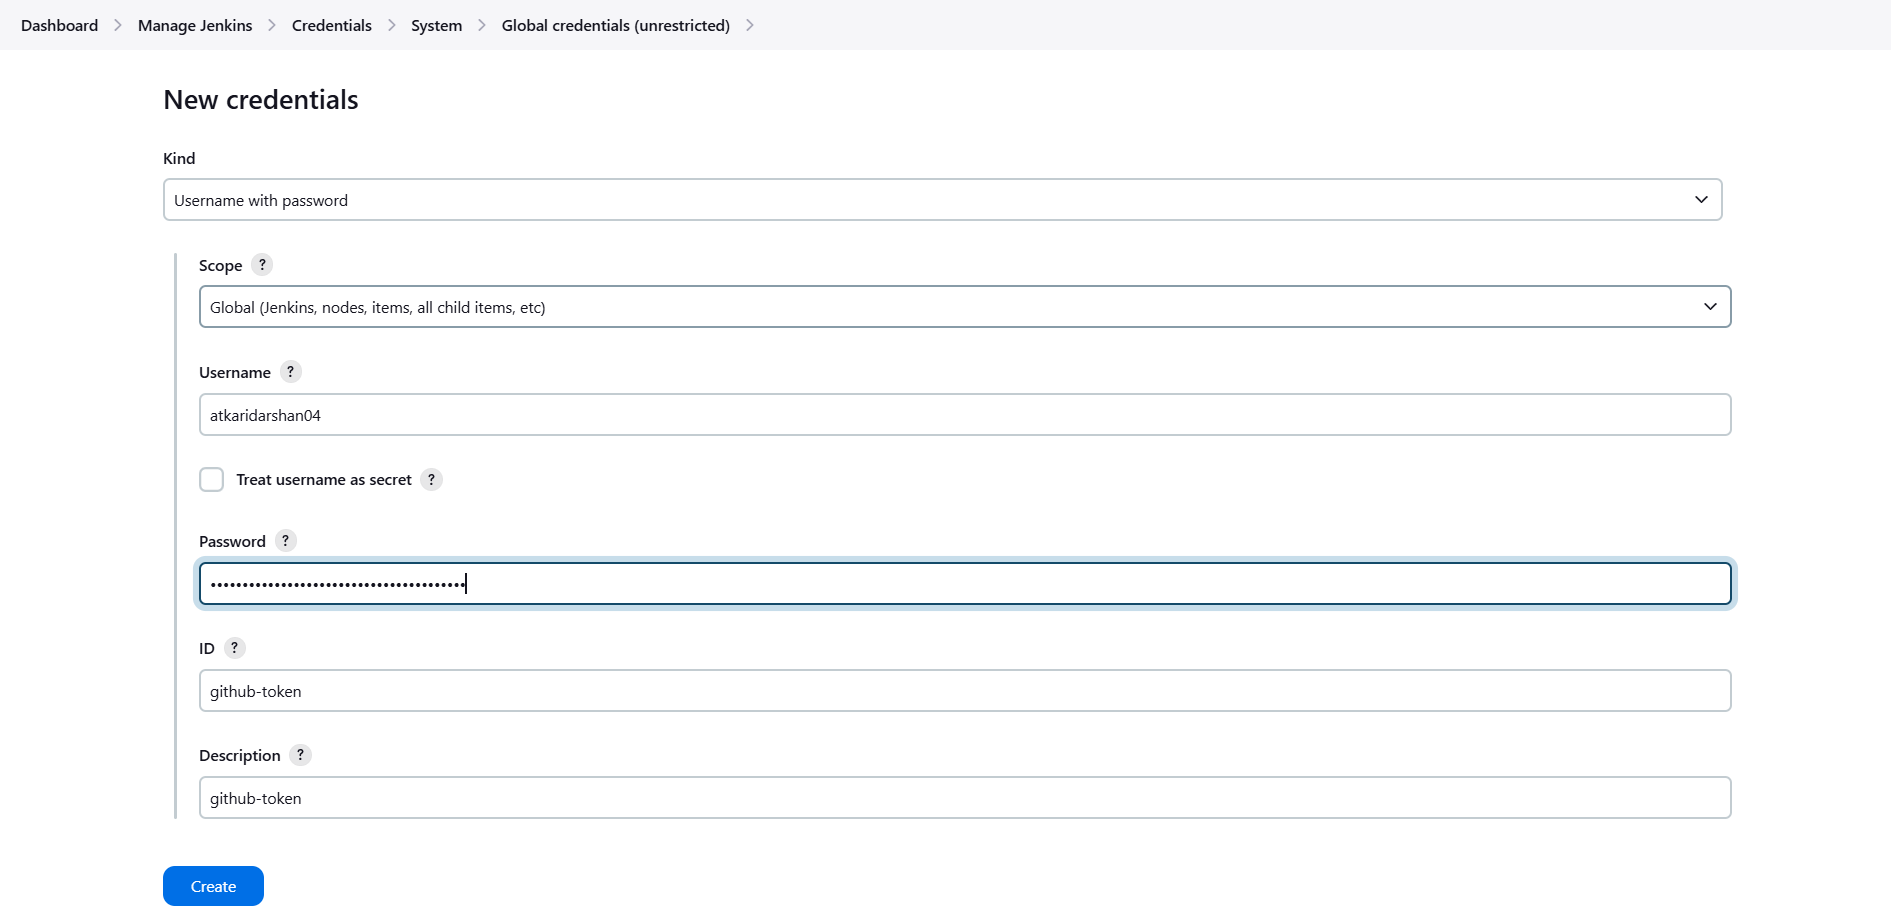 Dashboard > Manage Jenkins > Credentials > System > Global credentials (unrestricted) >
New credentials
Kind
Username with password
Scope ?
Global (Jenkins, nodes, items, all child items, etc)
Username ?
atkaridarshan04
Treat username as secret ?
Password ?
••••••••••••••••••••••••••••••••••••••••
ID ?
github-token
Description ?
github-token
Create